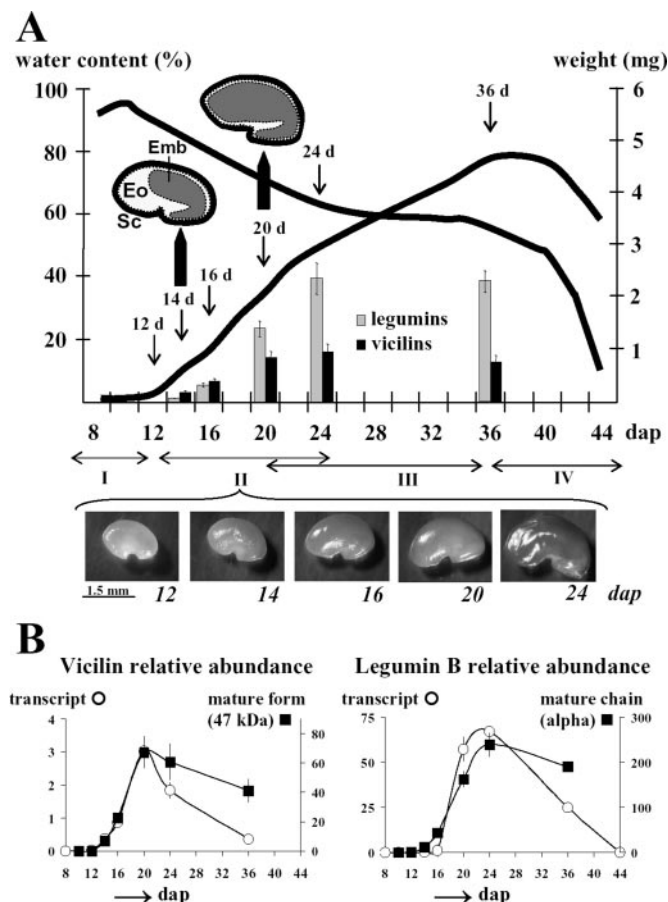 A
water content (%)
weight (mg)
100
80
60
40
20
6
5
4
3
2
1
Emb
Eo
Sc
12 d
14 d
16 d
20 d
24 d
36 d
legumins
vicilins
8 12 16 20 24 28 32 36 40 44 dap
I II III IV
1.5 mm 12 14 16 20 24 dap
B
Vicilin relative abundance
transcript
mature form
(47 kDa)
4
3
2
1
0
80
60
40
20
0
8 12 16 20 24 28 32 36 40 44
dap
Legumin B relative abundance
transcript
mature chain
(alpha)
75
50
25
0
300
200
100
0
8 12 16 20 24 28 32 36 40 44
dap